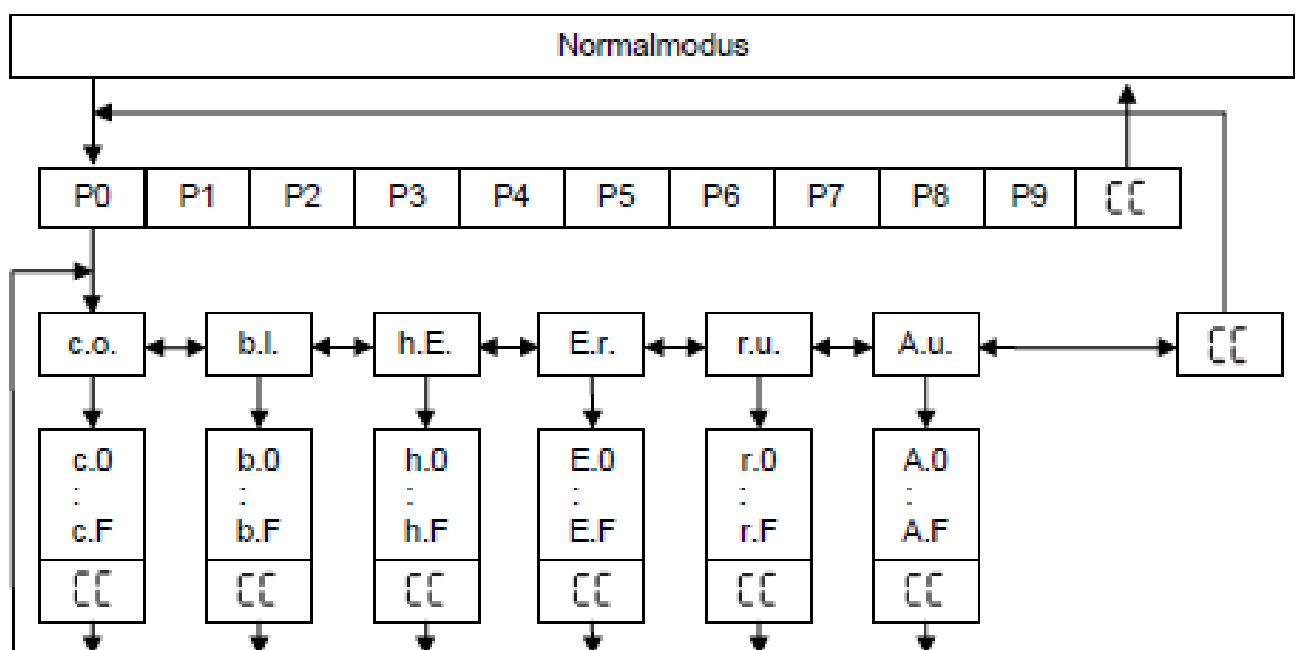 Normalmodus
P0 P1 P2 P3 P4 P5 P6 P7 P8 P9 CC
c.o. b.l. h.E. E.r. r.u. A.u. CC
c.0 b.0 h.0 E.0 r.0 A.0
: : : : : :
c.F b.F h.F E.F r.F A.F
CC CC CC CC CC CC